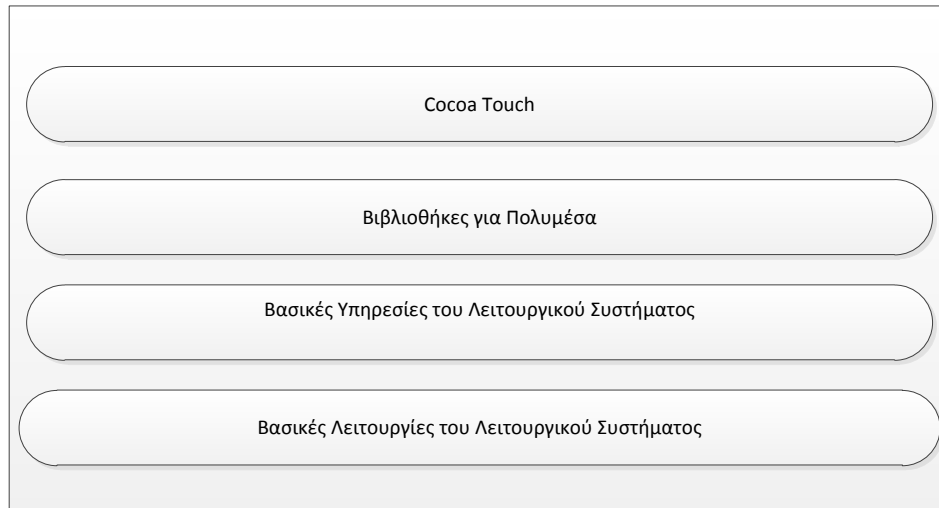 Cocoa Touch
Βιβλιοθήκες για Πολυμέσα
Βασικές Υπηρεσίες του Λειτουργικού Συστήματος
Βασικές Λειτουργίες του Λειτουργικού Συστήματος